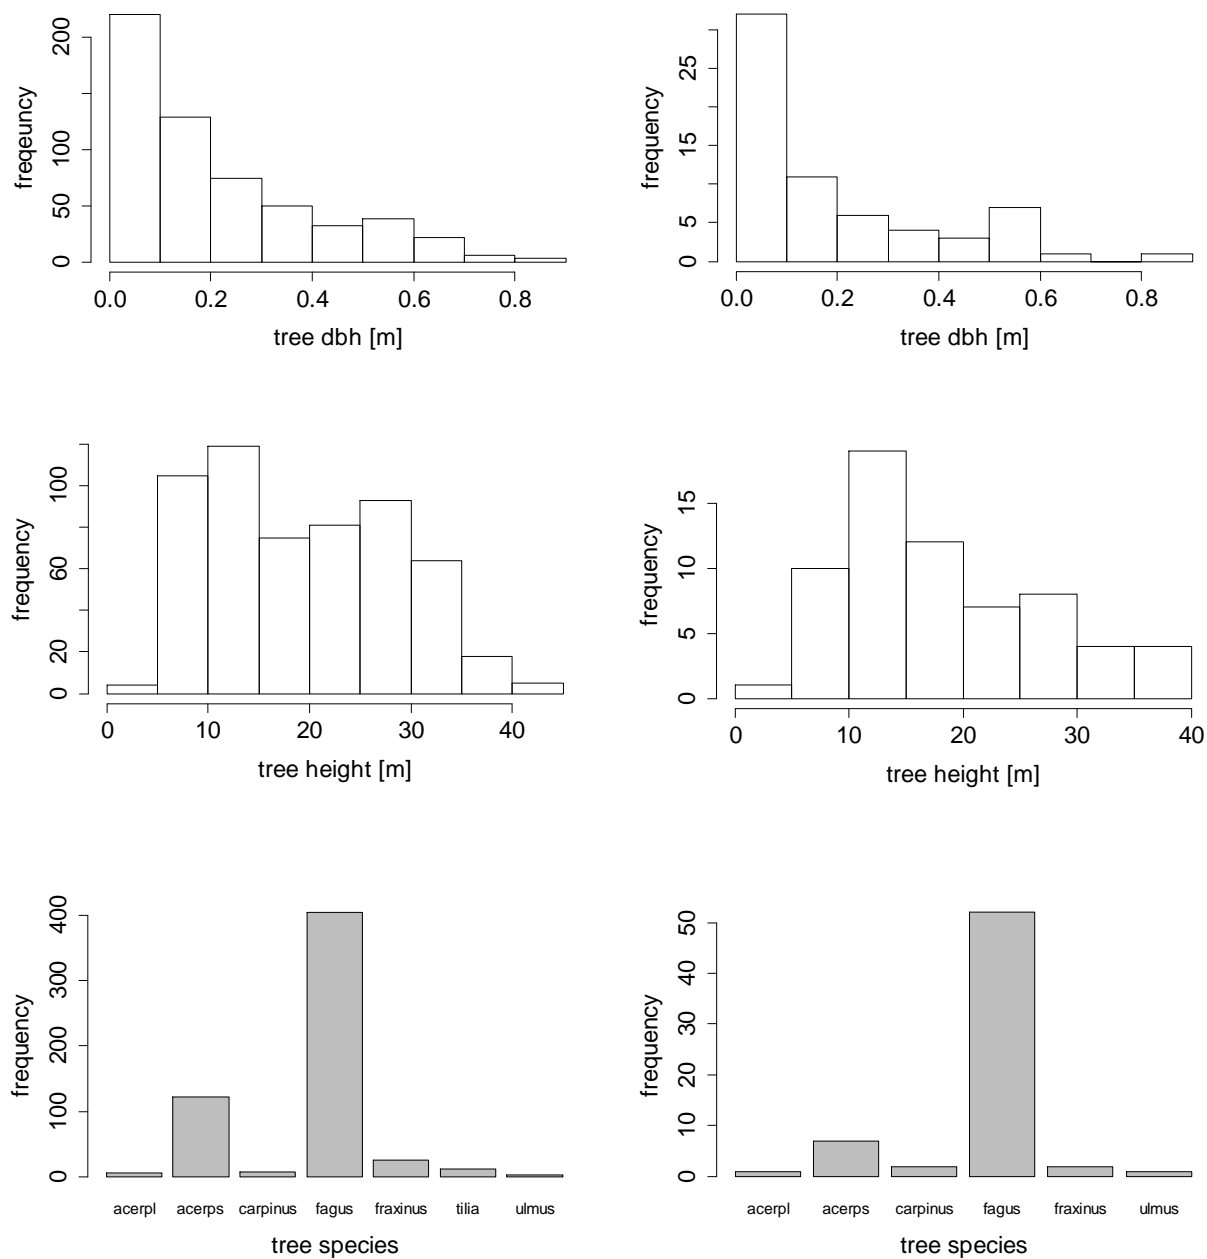 freqeuncy
200
100
50
0
0.0 0.2 0.4 0.6 0.8
tree dbh [m]
frequency
25
15
5
0
0.0 0.2 0.4 0.6 0.8
tree dbh [m]
frequency
100
60
20
0
0 10 20 30 40
tree height [m]
frequency
15
10
5
0
0 10 20 30 40
tree height [m]
frequency
400
300
200
100
0
acerpl acerps carpinus fagus fraxinus tilia ulmus
tree species
frequency
50
40
30
20
10
0
acerpl acerps carpinus fagus fraxinus ulmus
tree species